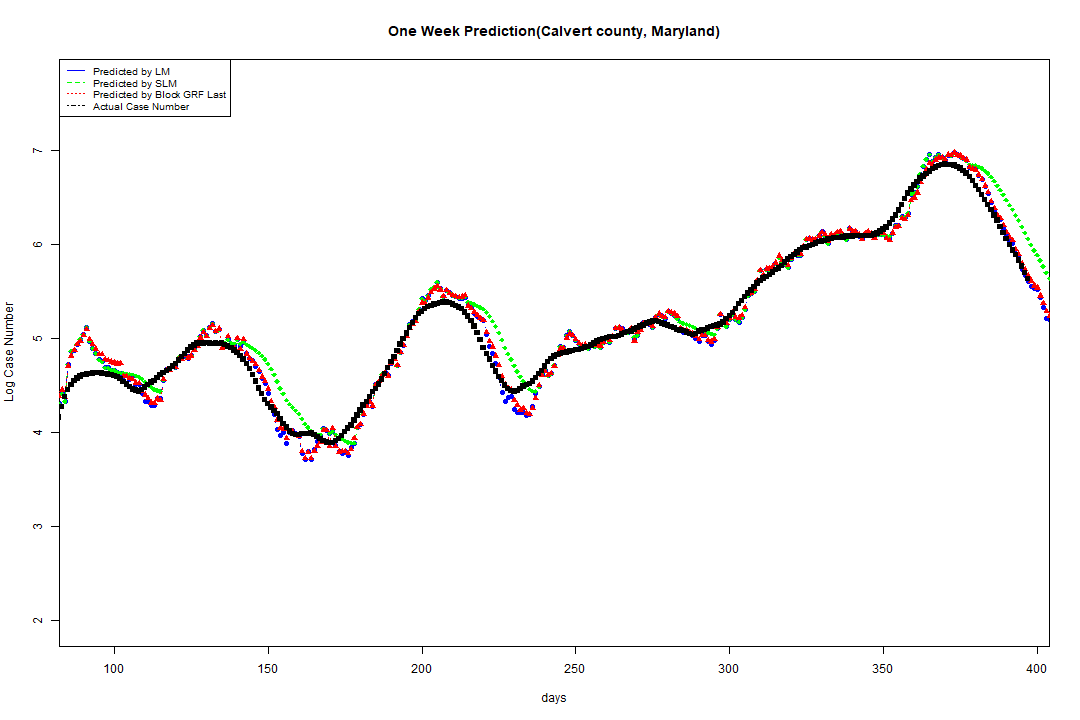 One Week Prediction(Calvert county, Maryland)
Predicted by LM
Predicted by SLM
Predicted by Block GRF Last
Actual Case Number
7
6
5
4
3
2
Log Case Number
100 150 200 250 300 350 400
days